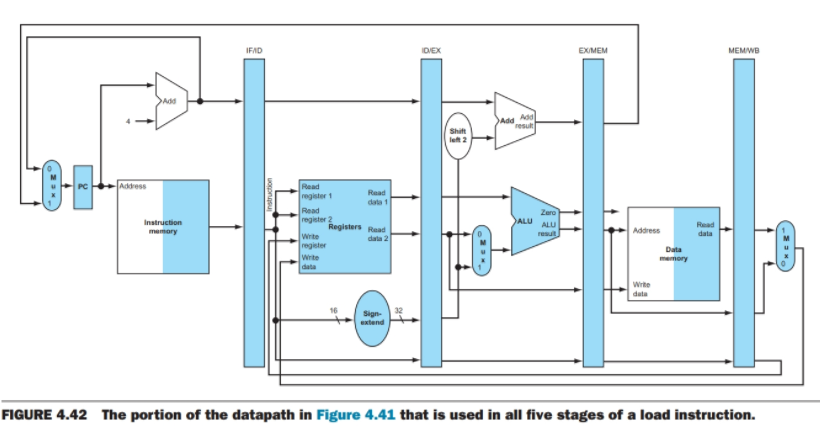 IF/ID
ID/EX
EX/MEM
MEM/WB
Add
4
Shift
left 2
Add
Add
result
0
M
u
x
1
PC
Address
Instruction
memory
Instruction
Read
register 1
Read
register 2
Write
register
Write
data
Registers
Read
data 1
Read
data 2
16
Sign-
extend
32
0
M
u
x
1
ALU
Zero
ALU
result
Address
Read
data
Data
memory
Write
data
1
M
u
x
0
FIGURE 4.42 The portion of the datapath in Figure 4.41 that is used in all five stages of a load instruction.